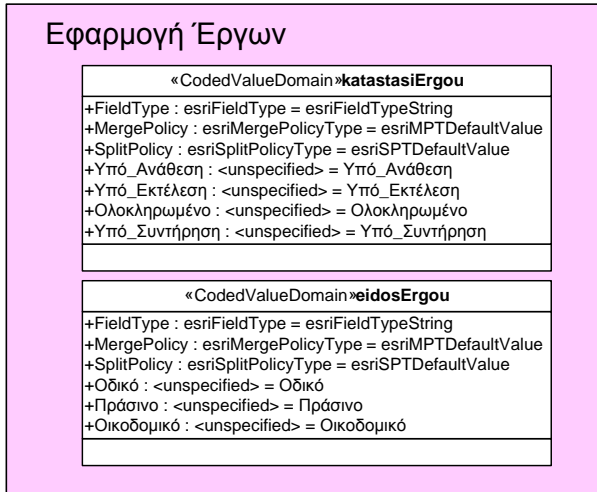 Εφαρμογή Έργων
«CodedValueDomain»katastasiErgou
+FieldType : esriFieldType = esriFieldTypeString
+MergePolicy : esriMergePolicyType = esriMPTDefaultValue
+SplitPolicy : esriSplitPolicyType = esriSPTDefaultValue
+Υπό_Ανάθεση : <unspecified> = Υπό_Ανάθεση
+Υπό_Εκτέλεση : <unspecified> = Υπό_Εκτέλεση
+Ολοκληρωμένο : <unspecified> = Ολοκληρωμένο
+Υπό_Συντήρηση : <unspecified> = Υπό_Συντήρηση
«CodedValueDomain»eidosErgou
+FieldType : esriFieldType = esriFieldTypeString
+MergePolicy : esriMergePolicyType = esriMPTDefaultValue
+SplitPolicy : esriSplitPolicyType = esriSPTDefaultValue
+Οδικό : <unspecified> = Οδικό
+Πράσινο : <unspecified> = Πράσινο
+Οικοδομικό : <unspecified> = Οικοδομικό